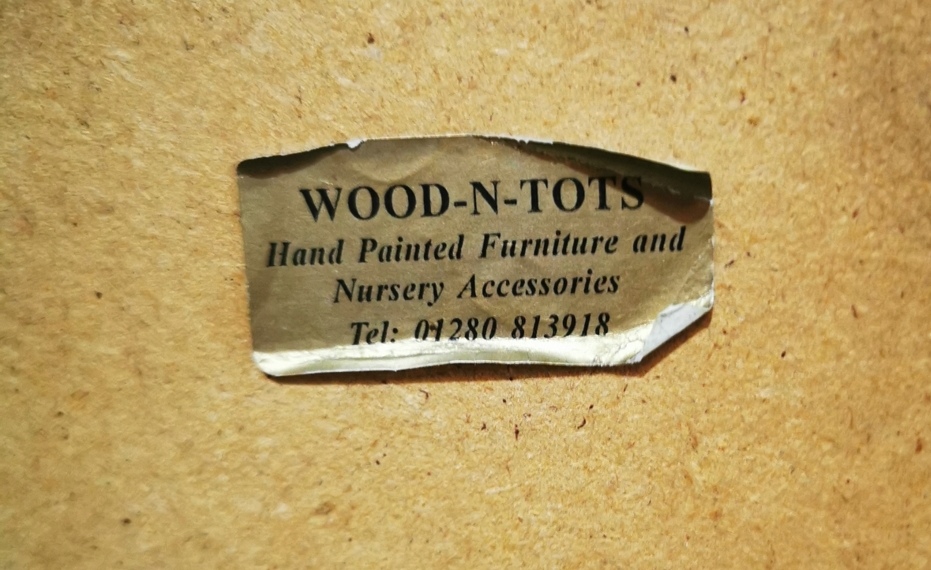 WOOD-N-TOTS
Hand Painted Furniture and
Nursery Accessories
Tel: 01280 813918